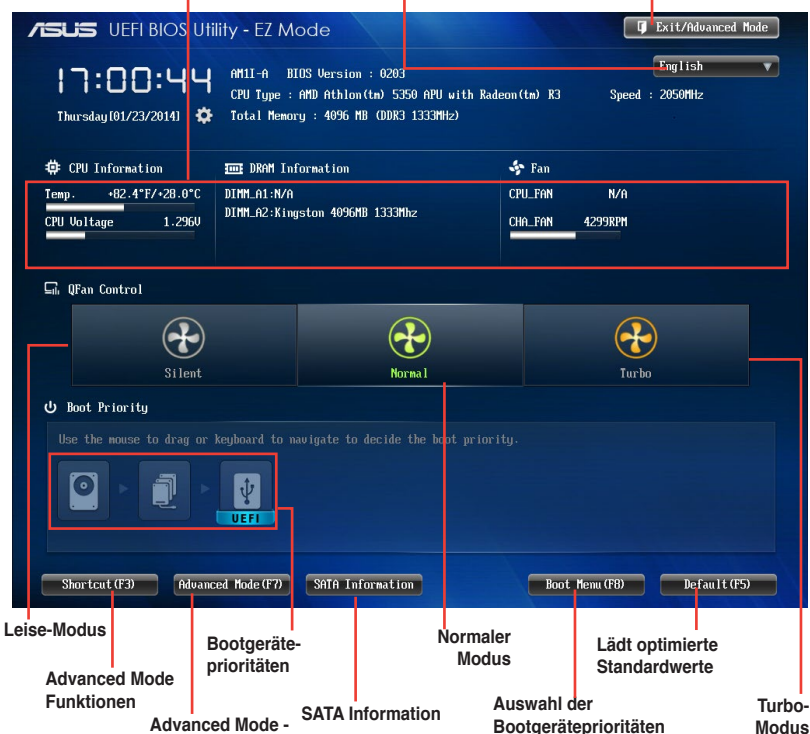 ASUS UEFI BIOS Utility - EZ Mode
Exit/Advanced Mode
English
17:00:44
Thursday[01/23/2014]
AM1I-A BIOS Version : 0203
CPU Type : AMD Athlon(tm) 5350 APU with Radeon(tm) R3 Speed : 2050MHz
Total Memory : 4096 MB (DDR3 1333MHz)
CPU Information
DRAM Information
Fan
Temp. +82.4°F/+28.0°C
CPU Voltage 1.296V
DIMM_A1:N/A
DIMM_A2:Kingston 4096MB 1333Mhz
CPU_FAN N/A
CHA_FAN 4299RPM
QFan Control
Silent
Normal
Turbo
Boot Priority
Use the mouse to drag or keyboard to navigate to decide the boot priority.
UEFI
Shortcut(F3)
Advanced Mode(F7)
SATA Information
Boot Menu(F8)
Default(F5)
Leise-Modus
Advanced Mode
Funktionen
Advanced Mode -
Bootgeräte-
prioritäten
SATA Information
Normaler
Modus
Auswahl der
Bootgeräteprioritäten
Lädt optimierte
Standardwerte
Turbo-
Modus